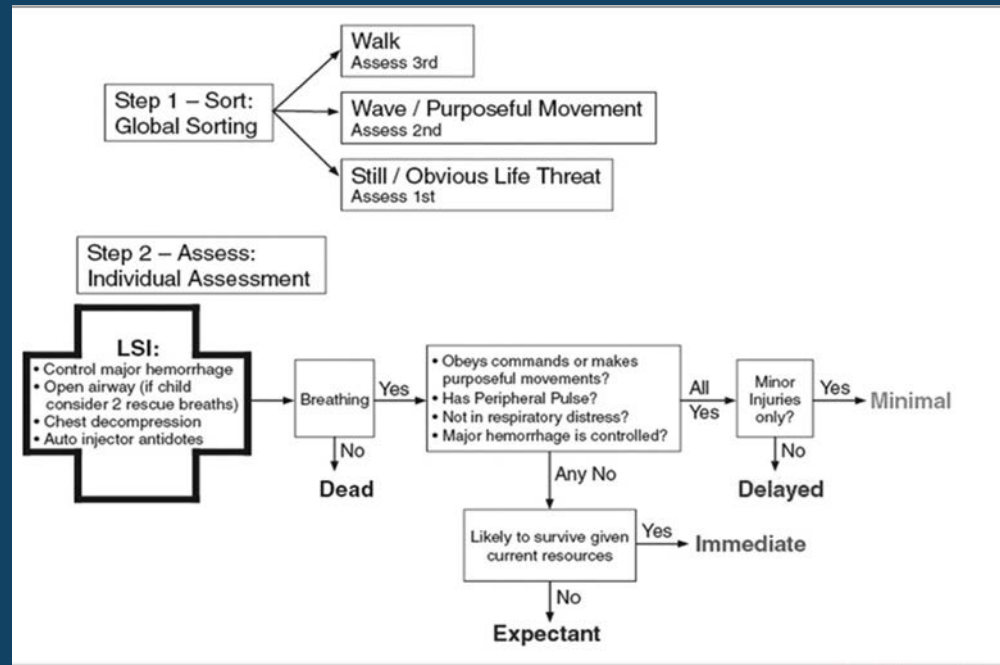 Walk
Assess 3rd
Step 1 – Sort:
Global Sorting
Wave / Purposeful Movement
Assess 2nd
Still / Obvious Life Threat
Assess 1st
Step 2 – Assess:
Individual Assessment
LSI:
• Control major hemorrhage
• Open airway (if child
consider 2 rescue breaths)
• Chest decompression
• Auto injector antidotes
Breathing
Yes
No
Dead
• Obeys commands or makes
purposeful movements?
• Has Peripheral Pulse?
• Not in respiratory distress?
• Major hemorrhage is controlled?
All
Yes
Minor
Injuries
only?
Yes
Minimal
No
Delayed
Any No
Likely to survive given
current resources
Yes
Immediate
No
Expectant